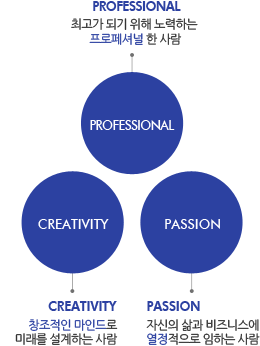 PROFESSIONAL
최고가 되기 위해 노력하는
프로페셔널 한 사람
PROFESSIONAL
CREATIVITY
PASSION
CREATIVITY
창조적인 마인드로
미래를 설계하는 사람
PASSION
자신의 삶과 비즈니스에
열정적으로 임하는 사람